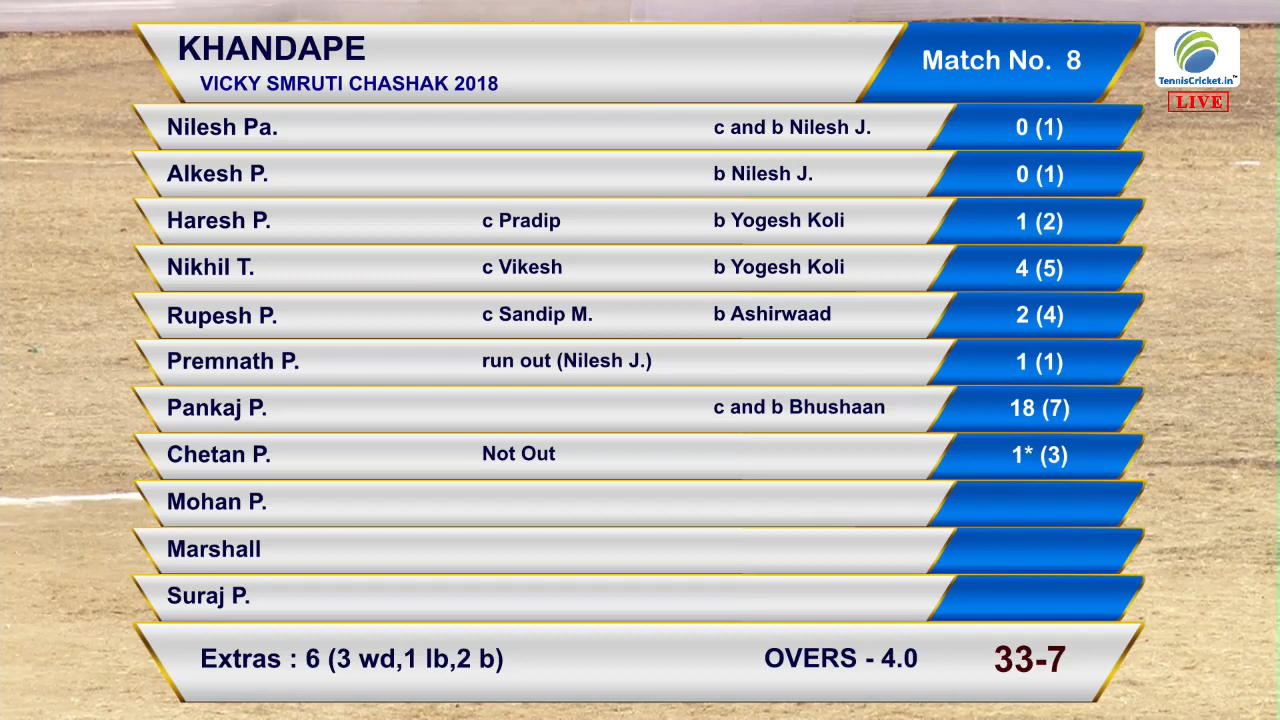 KHANDAPE
VICKY SMRUTI CHASHAK 2018
Match No. 8
TennisCricket.in™
LIVE
Nilesh Pa. c and b Nilesh J. 0 (1)
Alkesh P. b Nilesh J. 0 (1)
Haresh P. c Pradip b Yogesh Koli 1 (2)
Nikhil T. c Vikesh b Yogesh Koli 4 (5)
Rupesh P. c Sandip M. b Ashirwaad 2 (4)
Premnath P. run out (Nilesh J.) 1 (1)
Pankaj P. c and b Bhushaan 18 (7)
Chetan P. Not Out 1* (3)
Mohan P.
Marshall
Suraj P.
Extras : 6 (3 wd,1 lb,2 b) OVERS - 4.0 33-7